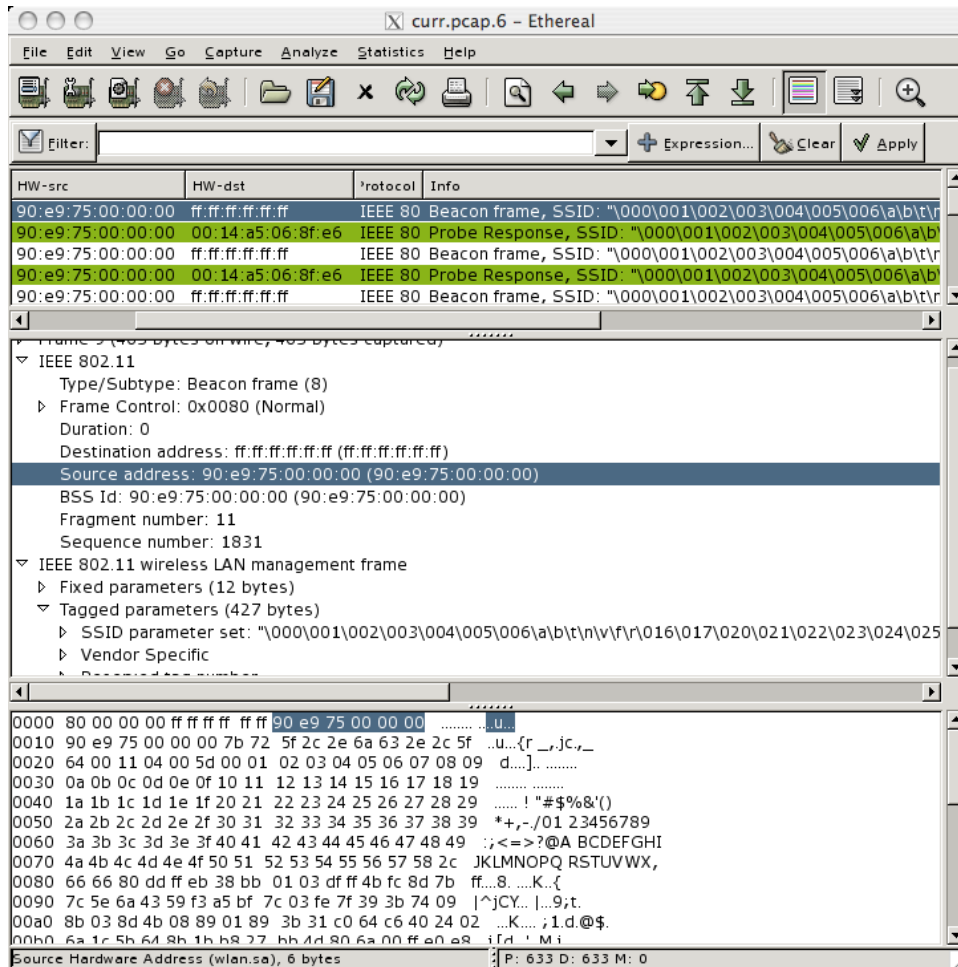 curr.pcap.6 – Ethereal
File Edit View Go Capture Analyze Statistics Help
Filter: Expression... Clear Apply
HW-src HW-dst Protocol Info
90:e9:75:00:00:00 ff:ff:ff:ff:ff:ff IEEE 80 Beacon frame, SSID: "\000\001\002\003\004\005\006\a\b\t\n
90:e9:75:00:00:00 00:14:a5:06:8f:e6 IEEE 80 Probe Response, SSID: "\000\001\002\003\004\005\006\a\b\
90:e9:75:00:00:00 ff:ff:ff:ff:ff:ff IEEE 80 Beacon frame, SSID: "\000\001\002\003\004\005\006\a\b\t\n
90:e9:75:00:00:00 00:14:a5:06:8f:e6 IEEE 80 Probe Response, SSID: "\000\001\002\003\004\005\006\a\b\
90:e9:75:00:00:00 ff:ff:ff:ff:ff:ff IEEE 80 Beacon frame, SSID: "\000\001\002\003\004\005\006\a\b\t\n
IEEE 802.11
Type/Subtype: Beacon frame (8)
Frame Control: 0x0080 (Normal)
Duration: 0
Destination address: ff:ff:ff:ff:ff:ff (ff:ff:ff:ff:ff:ff)
Source address: 90:e9:75:00:00:00 (90:e9:75:00:00:00)
BSS Id: 90:e9:75:00:00:00 (90:e9:75:00:00:00)
Fragment number: 11
Sequence number: 1831
IEEE 802.11 wireless LAN management frame
Fixed parameters (12 bytes)
Tagged parameters (427 bytes)
SSID parameter set: "\000\001\002\003\004\005\006\a\b\t\n\v\f\r\016\017\020\021\022\023\024\025
Vendor Specific
0000 80 00 00 00 ff ff ff ff ff ff 90 e9 75 00 00 00 ........ ..u...
0010 90 e9 75 00 00 00 7b 72 5f 2c 2e 6a 63 2e 2c 5f ..u...{r _,.jc.,_
0020 64 00 11 04 00 5d 00 01 02 03 04 05 06 07 08 09 d....].. ........
0030 0a 0b 0c 0d 0e 0f 10 11 12 13 14 15 16 17 18 19 ........ ........
0040 1a 1b 1c 1d 1e 1f 20 21 22 23 24 25 26 27 28 29 ...... ! "#$%&'()
0050 2a 2b 2c 2d 2e 2f 30 31 32 33 34 35 36 37 38 39 *+,-./01 23456789
0060 3a 3b 3c 3d 3e 3f 40 41 42 43 44 45 46 47 48 49 :;<=>?@A BCDEFGHI
0070 4a 4b 4c 4d 4e 4f 50 51 52 53 54 55 56 57 58 2c JKLMNOPQ RSTUVWX,
0080 66 66 80 dd ff eb 38 bb 01 03 df ff 4b fc 8d 7b ff....8. ....K..{
0090 7c 5e 6a 43 59 f3 a5 bf 7c 03 fe 7f 39 3b 74 09 |^jCY... |...9;t.
00a0 8b 03 8d 4b 08 89 01 89 3b 31 c0 64 c6 40 24 02 ...K.... ;1.d.@$.
Source Hardware Address (wlan.sa), 6 bytes P: 633 D: 633 M: 0